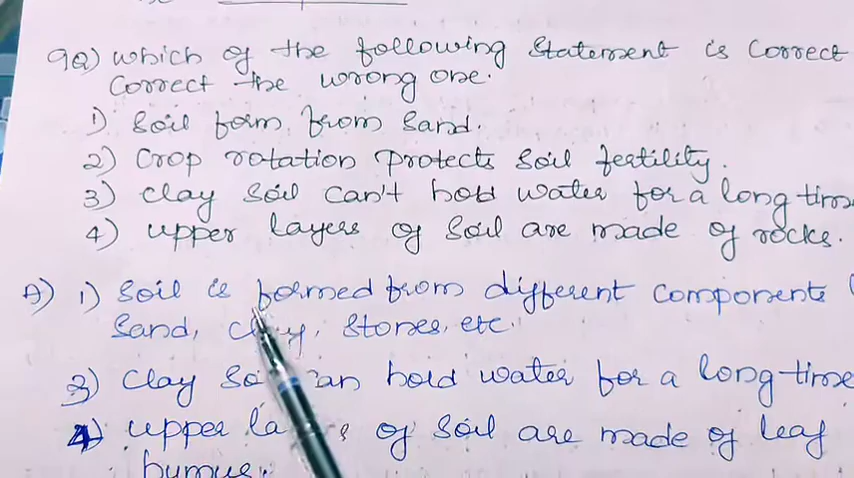 9Q) which of the following statement is correct
Correct the wrong one.
1) Soil form from sand.
2) Crop rotation protects soil fertility.
3) clay soil can't hold water for a long time
4) upper layers of soil are made of rocks.
A) 1) Soil is formed from different components
Sand, clay, stones, etc.
3) Clay can hold water for a long-time
4) upper of soil are made of leaf
humus.